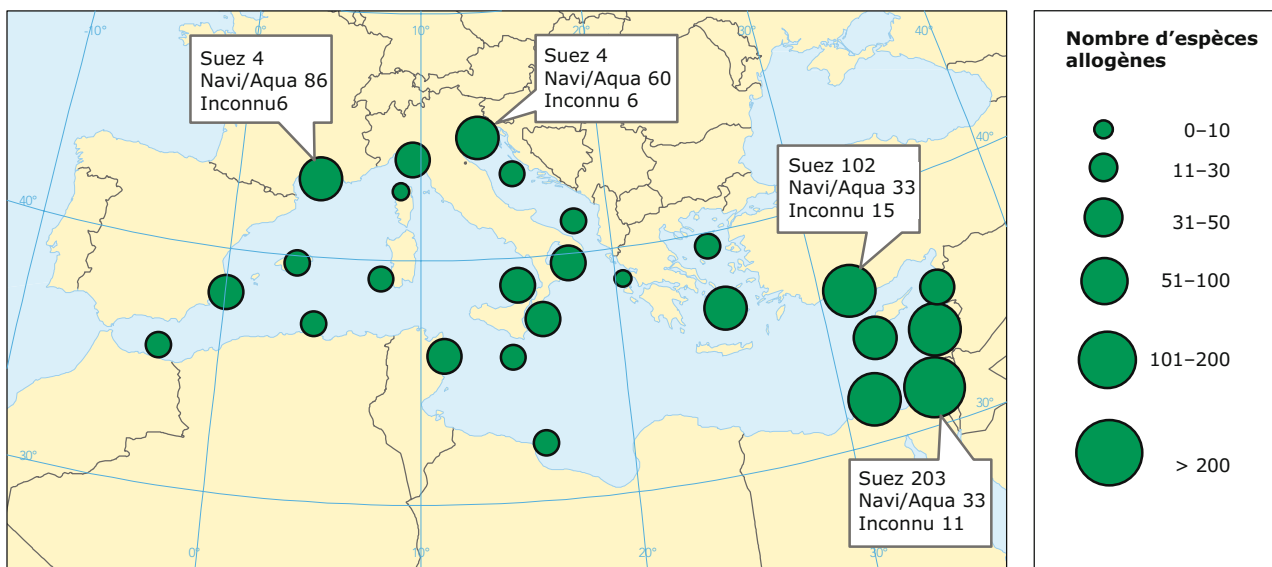 -10°
0°
10°
30°
40°
Suez 4
Navi/Aqua 86
Inconnu6
Suez 4
Navi/Aqua 60
Inconnu 6
Suez 102
Navi/Aqua 33
Inconnu 15
40°
40°
30°
30°
Suez 203
Navi/Aqua 33
Inconnu 11
0°
10°
20°
30°
Nombre d'espèces
allogènes
0–10
11–30
31–50
51–100
101–200
> 200